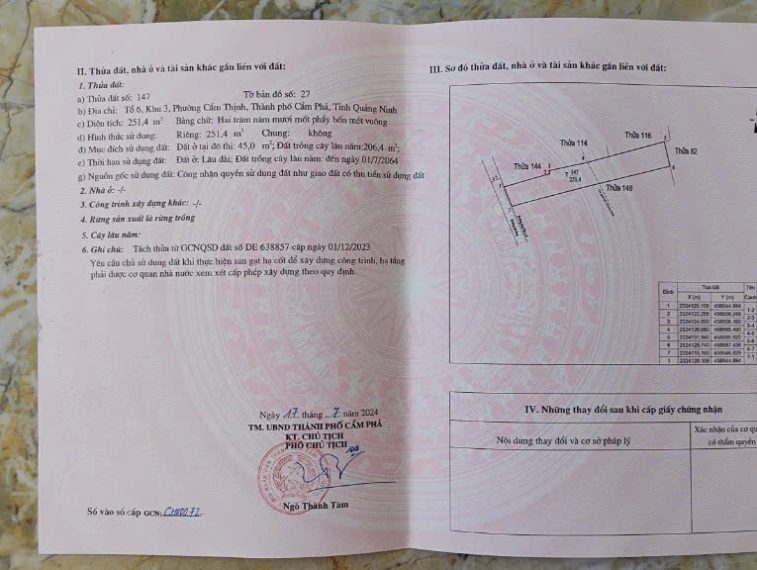 II. Thửa đất, nhà ở và tài sản khác gắn liền với đất:
1. Thửa đất:
a) Thửa đất số: 147 Tờ bản đồ số: 27
b) Địa chỉ: Tổ 6, Khu 3, Phường Cẩm Thịnh, Thành phố Cẩm Phả, Tỉnh Quảng Ninh
c) Diện tích: 251,4 m² Bằng chữ: Hai trăm năm mươi mốt phẩy bốn mét vuông
d) Hình thức sử dụng: Riêng: 251,4 m² Chung: không
đ) Mục đích sử dụng đất: Đất ở tại đô thị: 45,0 m²; Đất trồng cây lâu năm:206,4 m²;
e) Thời hạn sử dụng đất: Đất ở: Lâu dài; Đất trồng cây lâu năm: đến ngày 01/7/2064
g) Nguồn gốc sử dụng đất: Công nhận quyền sử dụng đất như giao đất có thu tiền sử dụng đất
2. Nhà ở: -/-
3. Công trình xây dựng khác: -/-
4. Rừng sản xuất là rừng trồng
5. Cây lâu năm:
6. Ghi chú: Tách thửa từ GCNQSD đất số DE 638857 cấp ngày 01/12/2023
Yêu cầu chủ sử dụng đất khi thực hiện san gạt hạ cốt để xây dựng công trình, hạ tầng
phải được cơ quan nhà nước xem xét cấp phép xây dựng theo quy định.
Ngày 17 tháng 7 năm 2024
TM. UBND THÀNH PHỐ CẨM PHẢ
KT. CHỦ TỊCH
PHÓ CHỦ TỊCH
Ngô Thành Tâm
Số vào sổ cấp GCN: CH00072
III. Sơ đồ thửa đất, nhà ở và tài sản khác gắn liền với đất:
Thửa 116
Thửa 114
Thửa 82
Thửa 144
T 147
251,4
Thửa 148
Đỉnh Tọa Độ Tên
X (m) Y (m) Cạnh
IV. Những thay đổi sau khi cấp giấy chứng nhận
Nội dung thay đổi và cơ sở pháp lý
Xác nhận của cơ qu
có thẩm quyền